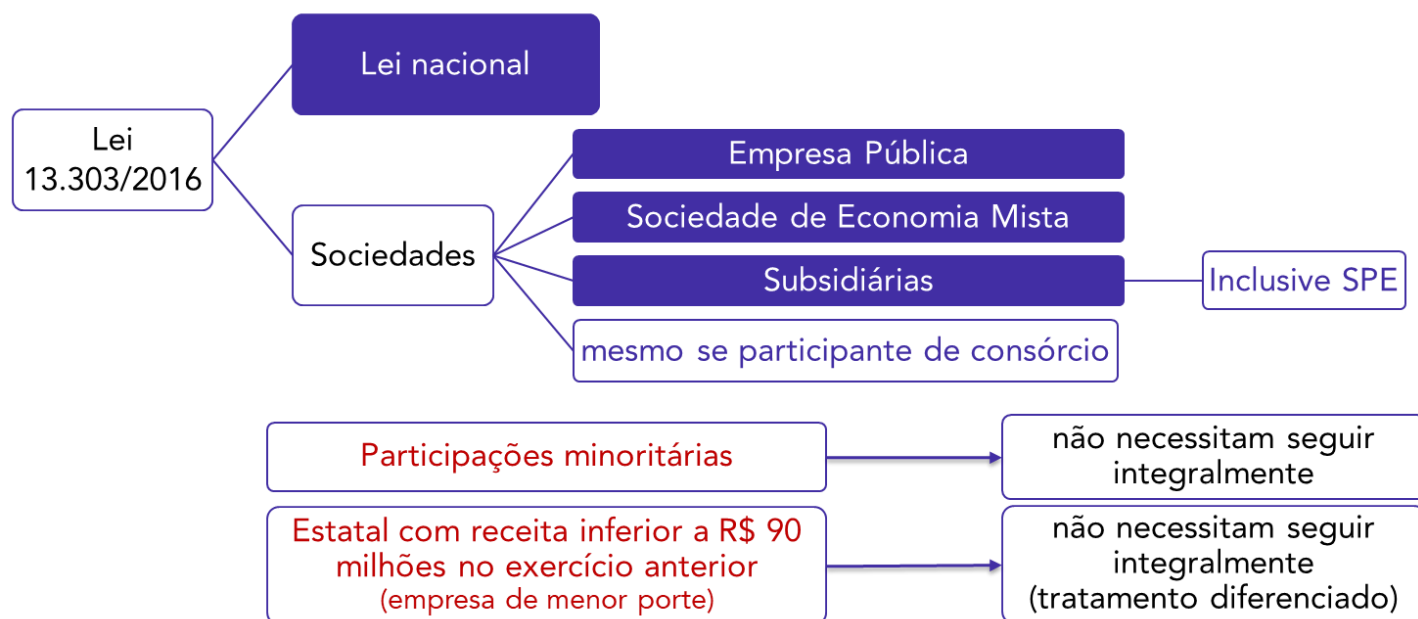 Lei nacional
Lei
13.303/2016
Empresa Pública
Sociedade de Economia Mista
Sociedades
Subsidiárias
Inclusive SPE
mesmo se participante de consórcio
Participações minoritárias
não necessitam seguir
integralmente
Estatal com receita inferior a R$ 90
milhões no exercício anterior
(empresa de menor porte)
não necessitam seguir
integralmente
(tratamento diferenciado)